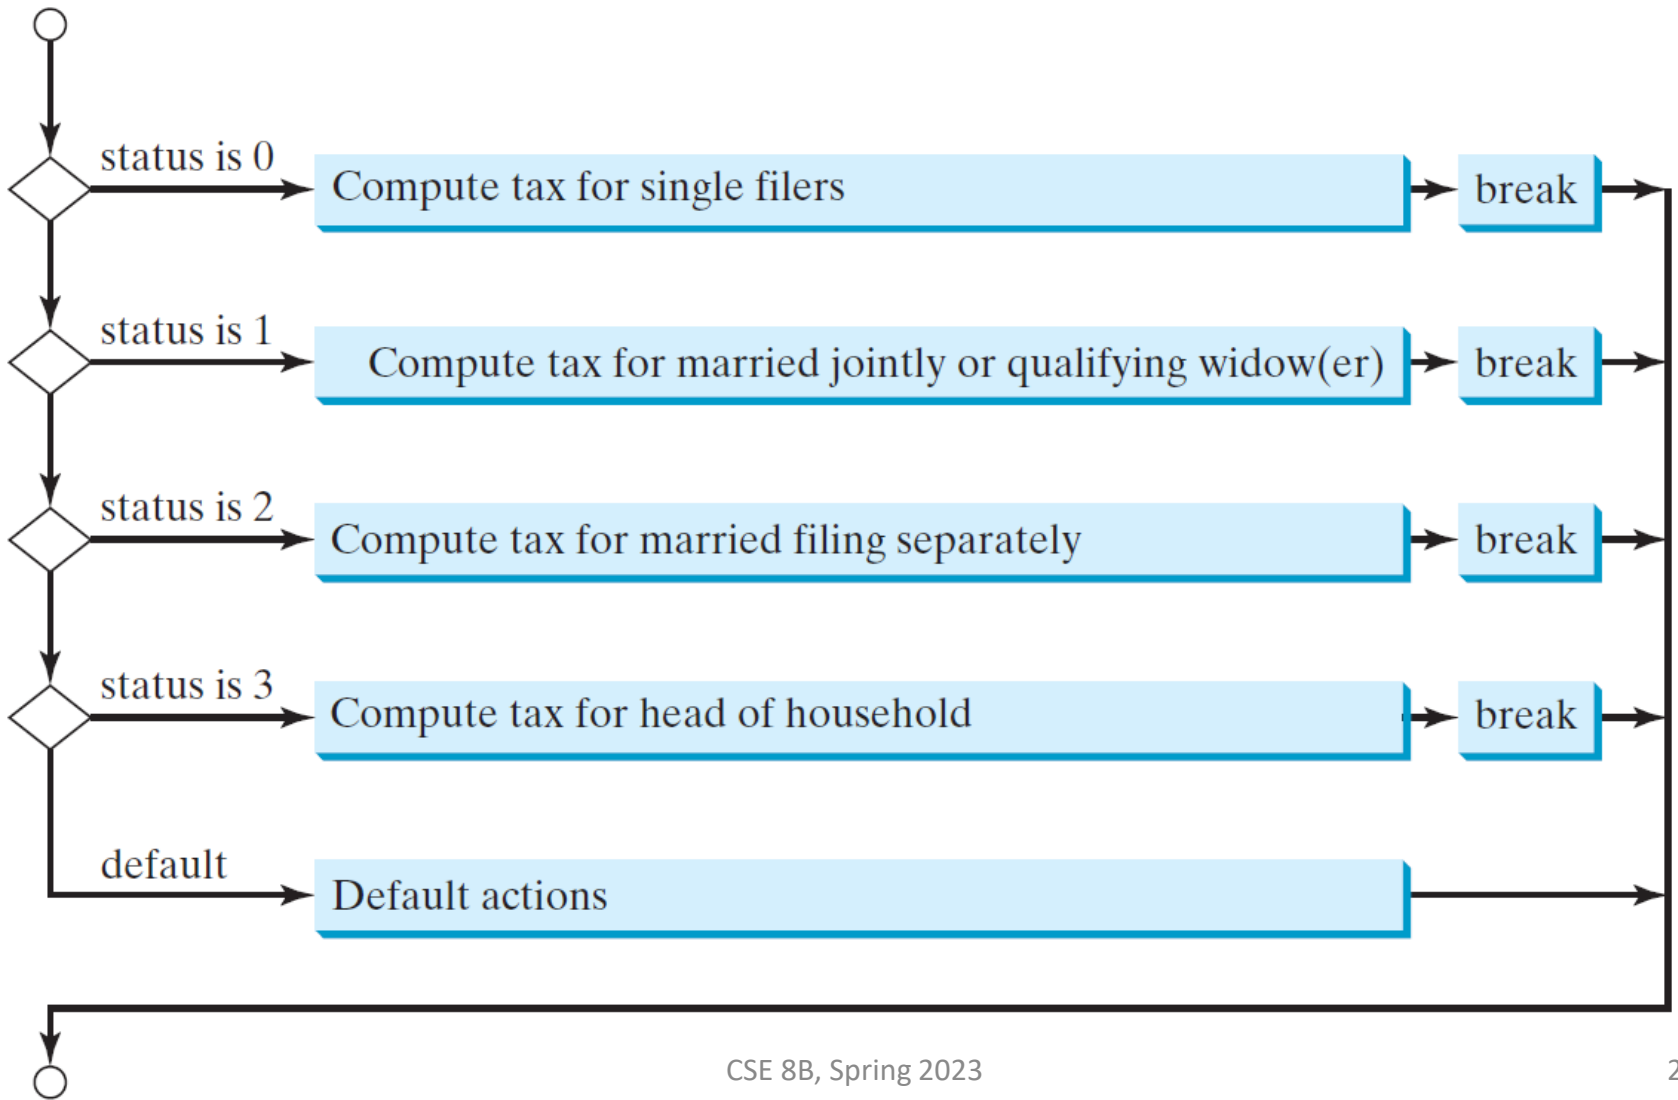 status is 0
Compute tax for single filers
break
status is 1
Compute tax for married jointly or qualifying widow(er)
break
status is 2
Compute tax for married filing separately
break
status is 3
Compute tax for head of household
break
default
Default actions
CSE 8B, Spring 2023